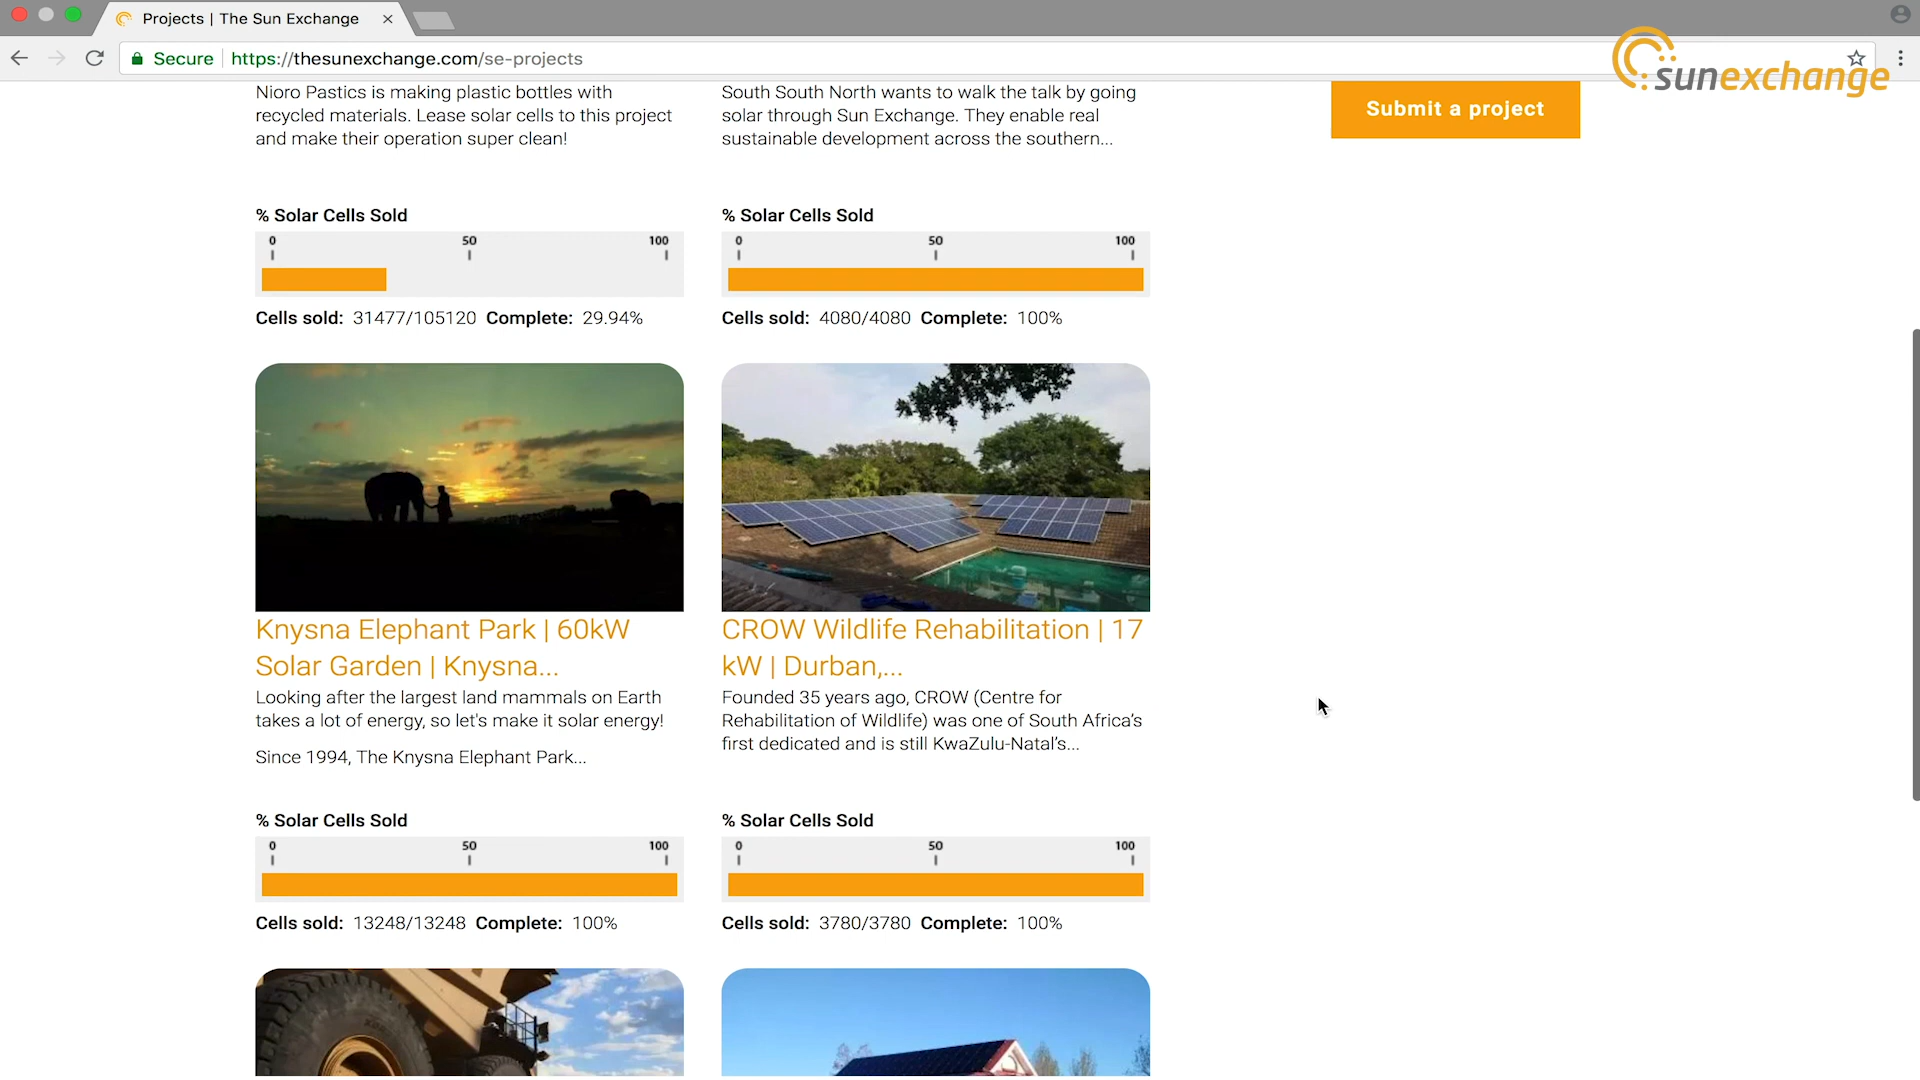 Projects | The Sun Exchange
Secure
https://thesunexchange.com/se-projects
sunexchange
Submit a project
Nioro Pastics is making plastic bottles with
recycled materials. Lease solar cells to this project
and make their operation super clean!
% Solar Cells Sold
0 50 100
Cells sold: 31477/105120 Complete: 29.94%
South South North wants to walk the talk by going
solar through Sun Exchange. They enable real
sustainable development across the southern...
% Solar Cells Sold
0 50 100
Cells sold: 4080/4080 Complete: 100%
Knysna Elephant Park | 60kW
Solar Garden | Knysna...
Looking after the largest land mammals on Earth
takes a lot of energy, so let's make it solar energy!
Since 1994, The Knysna Elephant Park...
% Solar Cells Sold
0 50 100
Cells sold: 13248/13248 Complete: 100%
CROW Wildlife Rehabilitation | 17
kW | Durban,...
Founded 35 years ago, CROW (Centre for
Rehabilitation of Wildlife) was one of South Africa’s
first dedicated and is still KwaZulu-Natal’s...
% Solar Cells Sold
0 50 100
Cells sold: 3780/3780 Complete: 100%